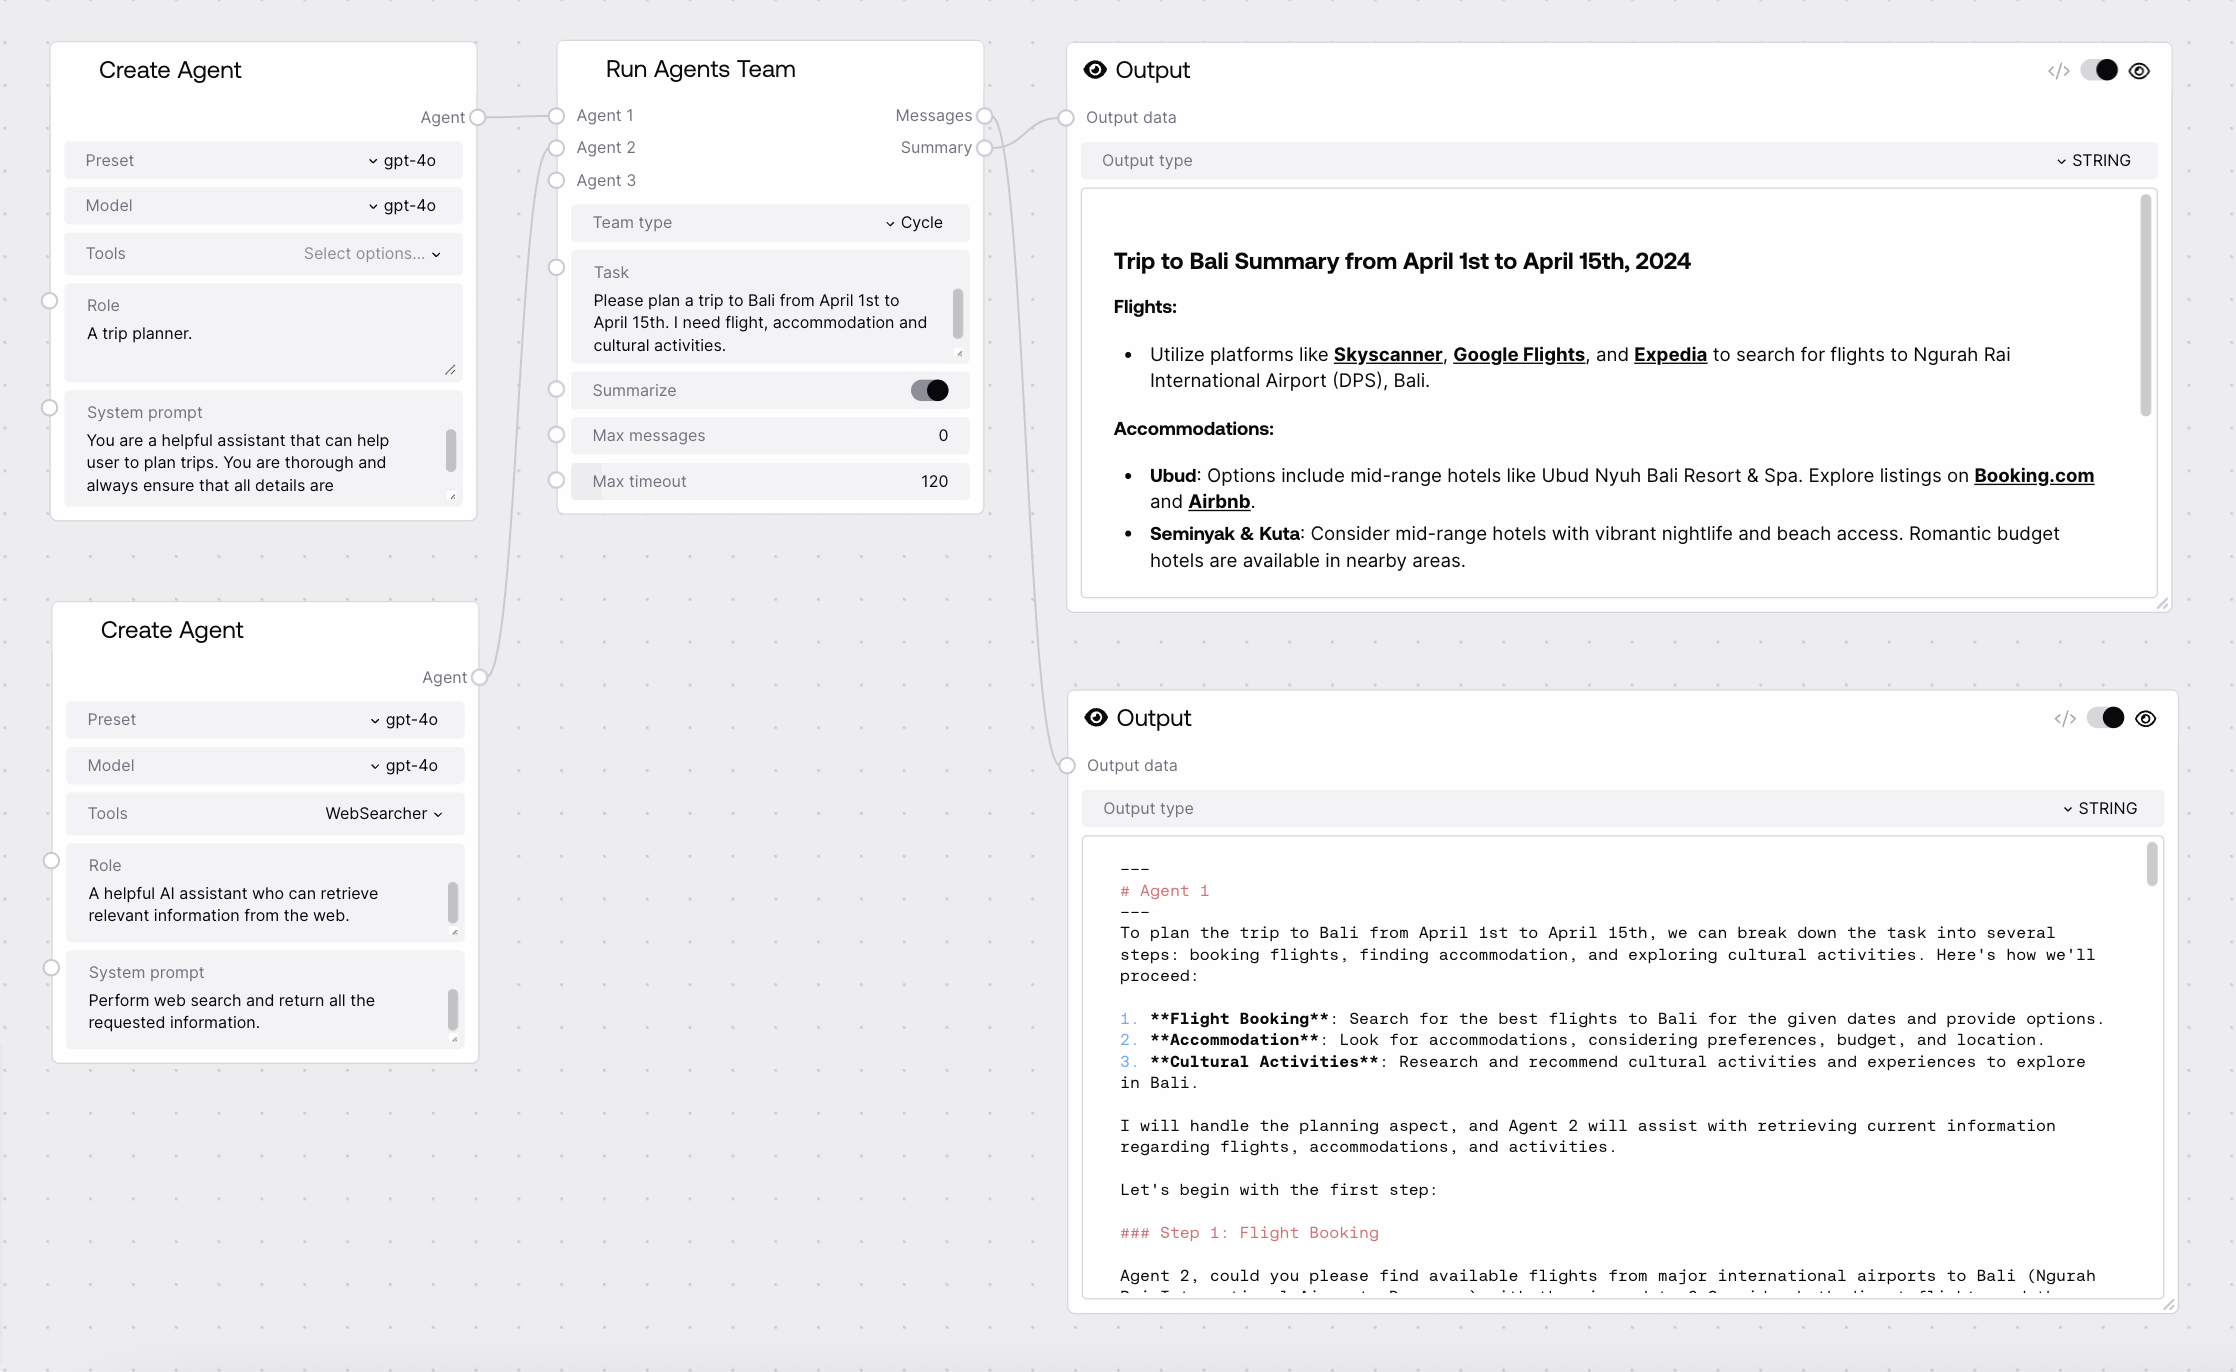 Create Agent
Agent
Preset gpt-4o
Model gpt-4o
Tools Select options...
Role
A trip planner.
System prompt
You are a helpful assistant that can help
user to plan trips. You are thorough and
always ensure that all details are
Create Agent
Agent
Preset gpt-4o
Model gpt-4o
Tools WebSearcher
Role
A helpful AI assistant who can retrieve
relevant information from the web.
System prompt
Perform web search and return all the
requested information.
Run Agents Team
Agent 1 Messages
Agent 2 Summary
Agent 3
Team type Cycle
Task
Please plan a trip to Bali from April 1st to
April 15th. I need flight, accommodation and
cultural activities.
Summarize
Max messages 0
Max timeout 120
Output </>
Output data
Output type STRING
Trip to Bali Summary from April 1st to April 15th, 2024
Flights:
• Utilize platforms like Skyscanner, Google Flights, and Expedia to search for flights to Ngurah Rai
International Airport (DPS), Bali.
Accommodations:
• Ubud: Options include mid-range hotels like Ubud Nyuh Bali Resort & Spa. Explore listings on Booking.com
and Airbnb.
• Seminyak & Kuta: Consider mid-range hotels with vibrant nightlife and beach access. Romantic budget
hotels are available in nearby areas.
Output </>
Output data
Output type STRING
---
# Agent 1
---
To plan the trip to Bali from April 1st to April 15th, we can break down the task into several
steps: booking flights, finding accommodation, and exploring cultural activities. Here's how we'll
proceed:
1. **Flight Booking**: Search for the best flights to Bali for the given dates and provide options.
2. **Accommodation**: Look for accommodations, considering preferences, budget, and location.
3. **Cultural Activities**: Research and recommend cultural activities and experiences to explore
in Bali.
I will handle the planning aspect, and Agent 2 will assist with retrieving current information
regarding flights, accommodations, and activities.
Let's begin with the first step:
### Step 1: Flight Booking
Agent 2, could you please find available flights from major international airports to Bali (Ngurah